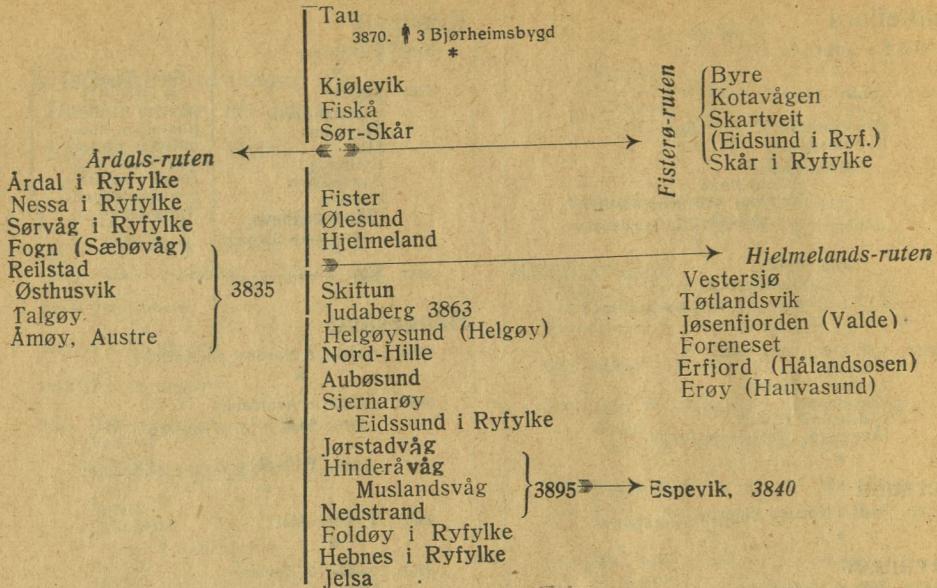 Tau
3870. 3 Bjørheimsbygd
*
Kjølevik
Fiskå
Sør-Skår
Fisterø-ruten
Byre
Kotavågen
Skartveit
(Eidsund i Ryf.)
Skår i Ryfylke
Årdals-ruten
Årdal i Ryfylke
Nessa i Ryfylke
Sørvåg i Ryfylke
Fogn (Sæbøvåg)
Reilstad
Østhusvik
3835
Talgøy
Åmøy, Austre
Fister
Ølesund
Hjelmeland
Hjelmelands-ruten
Vestersjø
Tøtlandsvik
Jøsenfjorden (Valde)
Foreneset
Erfjord (Hålandsosen)
Erøy (Hauvasund)
Skiftun
Judaberg 3863
Helgøysund (Helgøy)
Nord-Hille
Aubøsund
Sjernarøy
Eidssund i Ryfylke
Jørstadvåg
Hinderåvåg
Muslandsvåg
3895 Espevik, 3840
Nedstrand
Foldøy i Ryfylke
Hebnes i Ryfylke
Jelsa